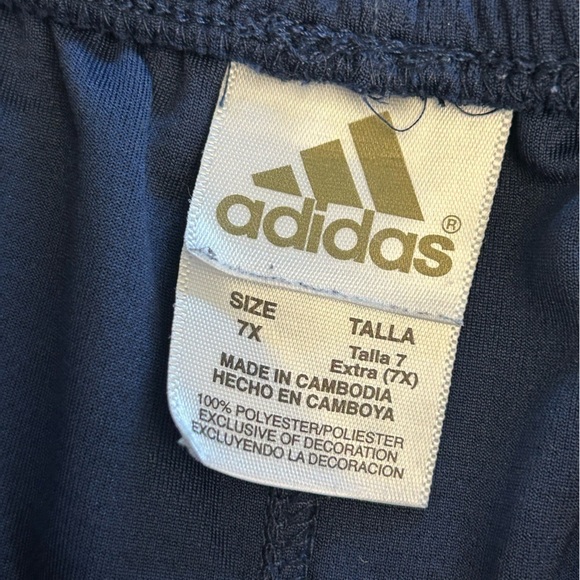 adidas®
SIZE TALLA
7X Talla 7
Extra (7X)
MADE IN CAMBODIA
HECHO EN CAMBOYA
100% POLYESTER/POLIESTER
EXCLUSIVE OF DECORATION
EXCLUYENDO LA DECORACION